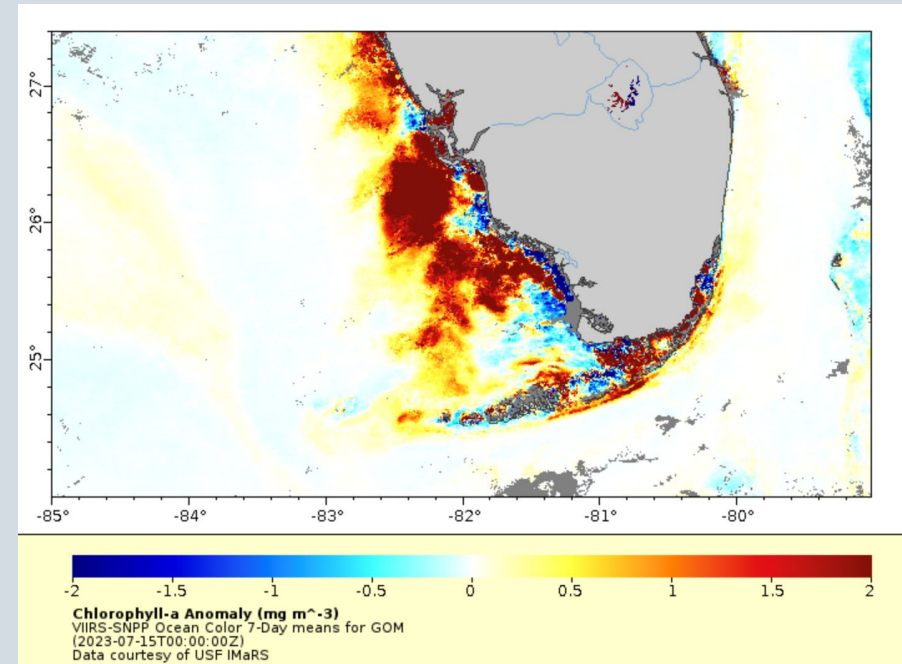 27°
26°
25°
-85 -84 -83 -82 -81 -80
-2 -1.5 -1 -0.5 0 0.5 1 1.5 2
Chlorophyll-a Anomaly (mg m^-3)
VIIRS-SNPP Ocean Color 7-Day means for GOM
(2023-07-15T00:00:00Z)
Data courtesy of USF IMaRS